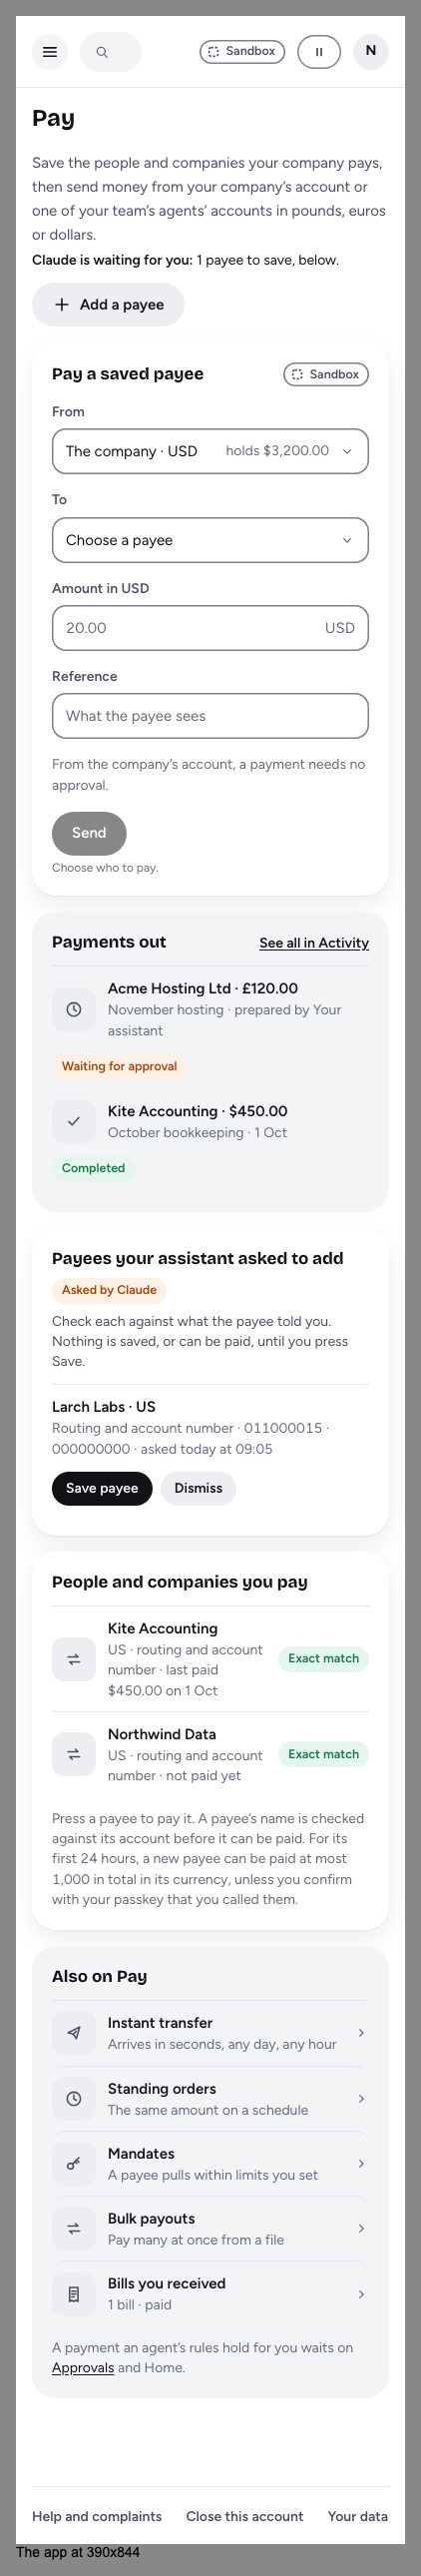 Sandbox
N
Pay
Save the people and companies your company pays,
then send money from your company's account or
one of your team's agents' accounts in pounds, euros
or dollars.
Claude is waiting for you: 1 payee to save, below.
Add a payee
Pay a saved payee
Sandbox
From
The company · USD holds $3,200.00
To
Choose a payee
Amount in USD
20.00 USD
Reference
What the payee sees
From the company's account, a payment needs no
approval.
Send
Choose who to pay.
Payments out See all in Activity
Acme Hosting Ltd · £120.00
November hosting · prepared by Your
assistant
Waiting for approval
Kite Accounting · $450.00
October bookkeeping · 1 Oct
Completed
Payees your assistant asked to add
Asked by Claude
Check each against what the payee told you.
Nothing is saved, or can be paid, until you press
Save.
Larch Labs · US
Routing and account number · 011000015 ·
000000000 · asked today at 09:05
Save payee Dismiss
People and companies you pay
Kite Accounting
US · routing and account
number · last paid
$450.00 on 1 Oct
Exact match
Northwind Data
US · routing and account
number · not paid yet
Exact match
Press a payee to pay it. A payee's name is checked
against its account before it can be paid. For its
first 24 hours, a new payee can be paid at most
1,000 in total in its currency, unless you confirm
with your passkey that you called them.
Also on Pay
Instant transfer
Arrives in seconds, any day, any hour
Standing orders
The same amount on a schedule
Mandates
A payee pulls within limits you set
Bulk payouts
Pay many at once from a file
Bills you received
1 bill · paid
A payment an agent's rules hold for you waits on
Approvals and Home.
Help and complaints Close this account Your data
The app at 390x844